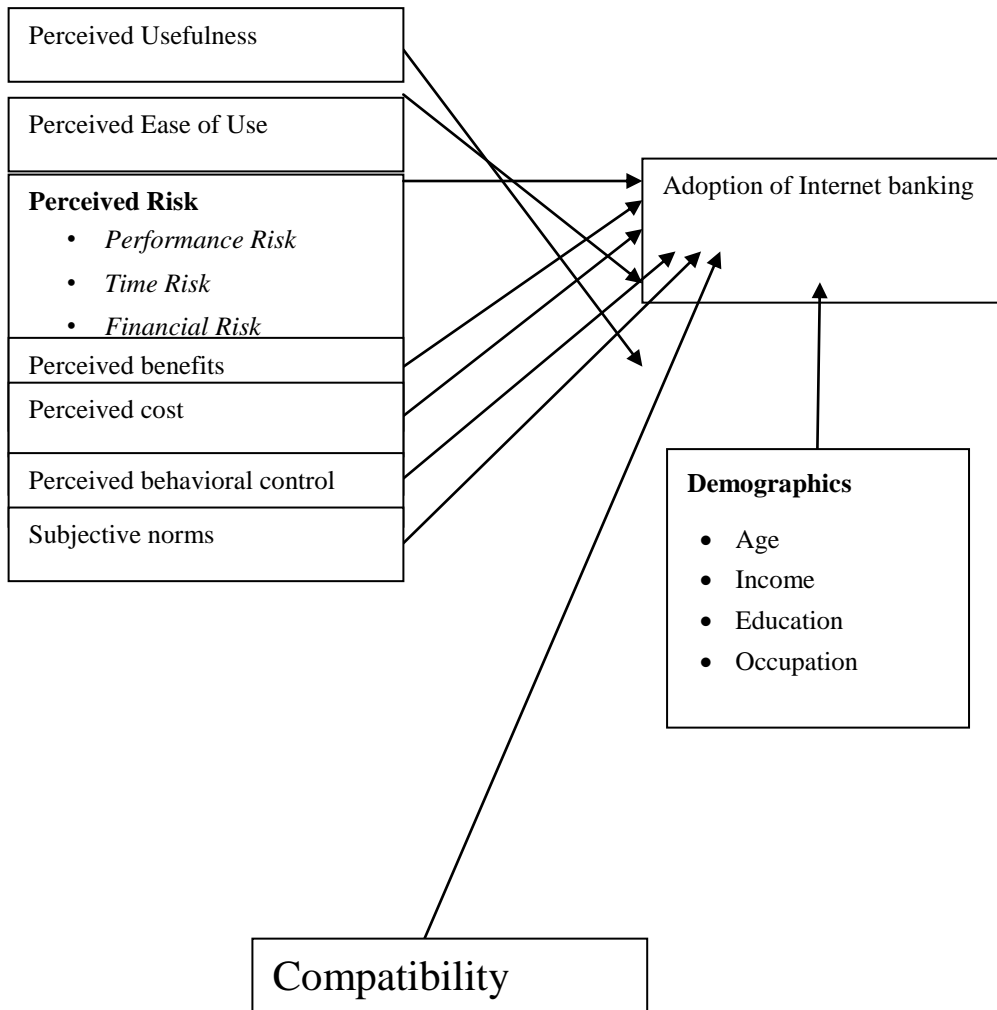 Perceived Usefulness
Perceived Ease of Use
Perceived Risk
• Performance Risk
• Time Risk
• Financial Risk
Perceived benefits
Perceived cost
Perceived behavioral control
Subjective norms
Adoption of Internet banking
Demographics
• Age
• Income
• Education
• Occupation
Compatibility